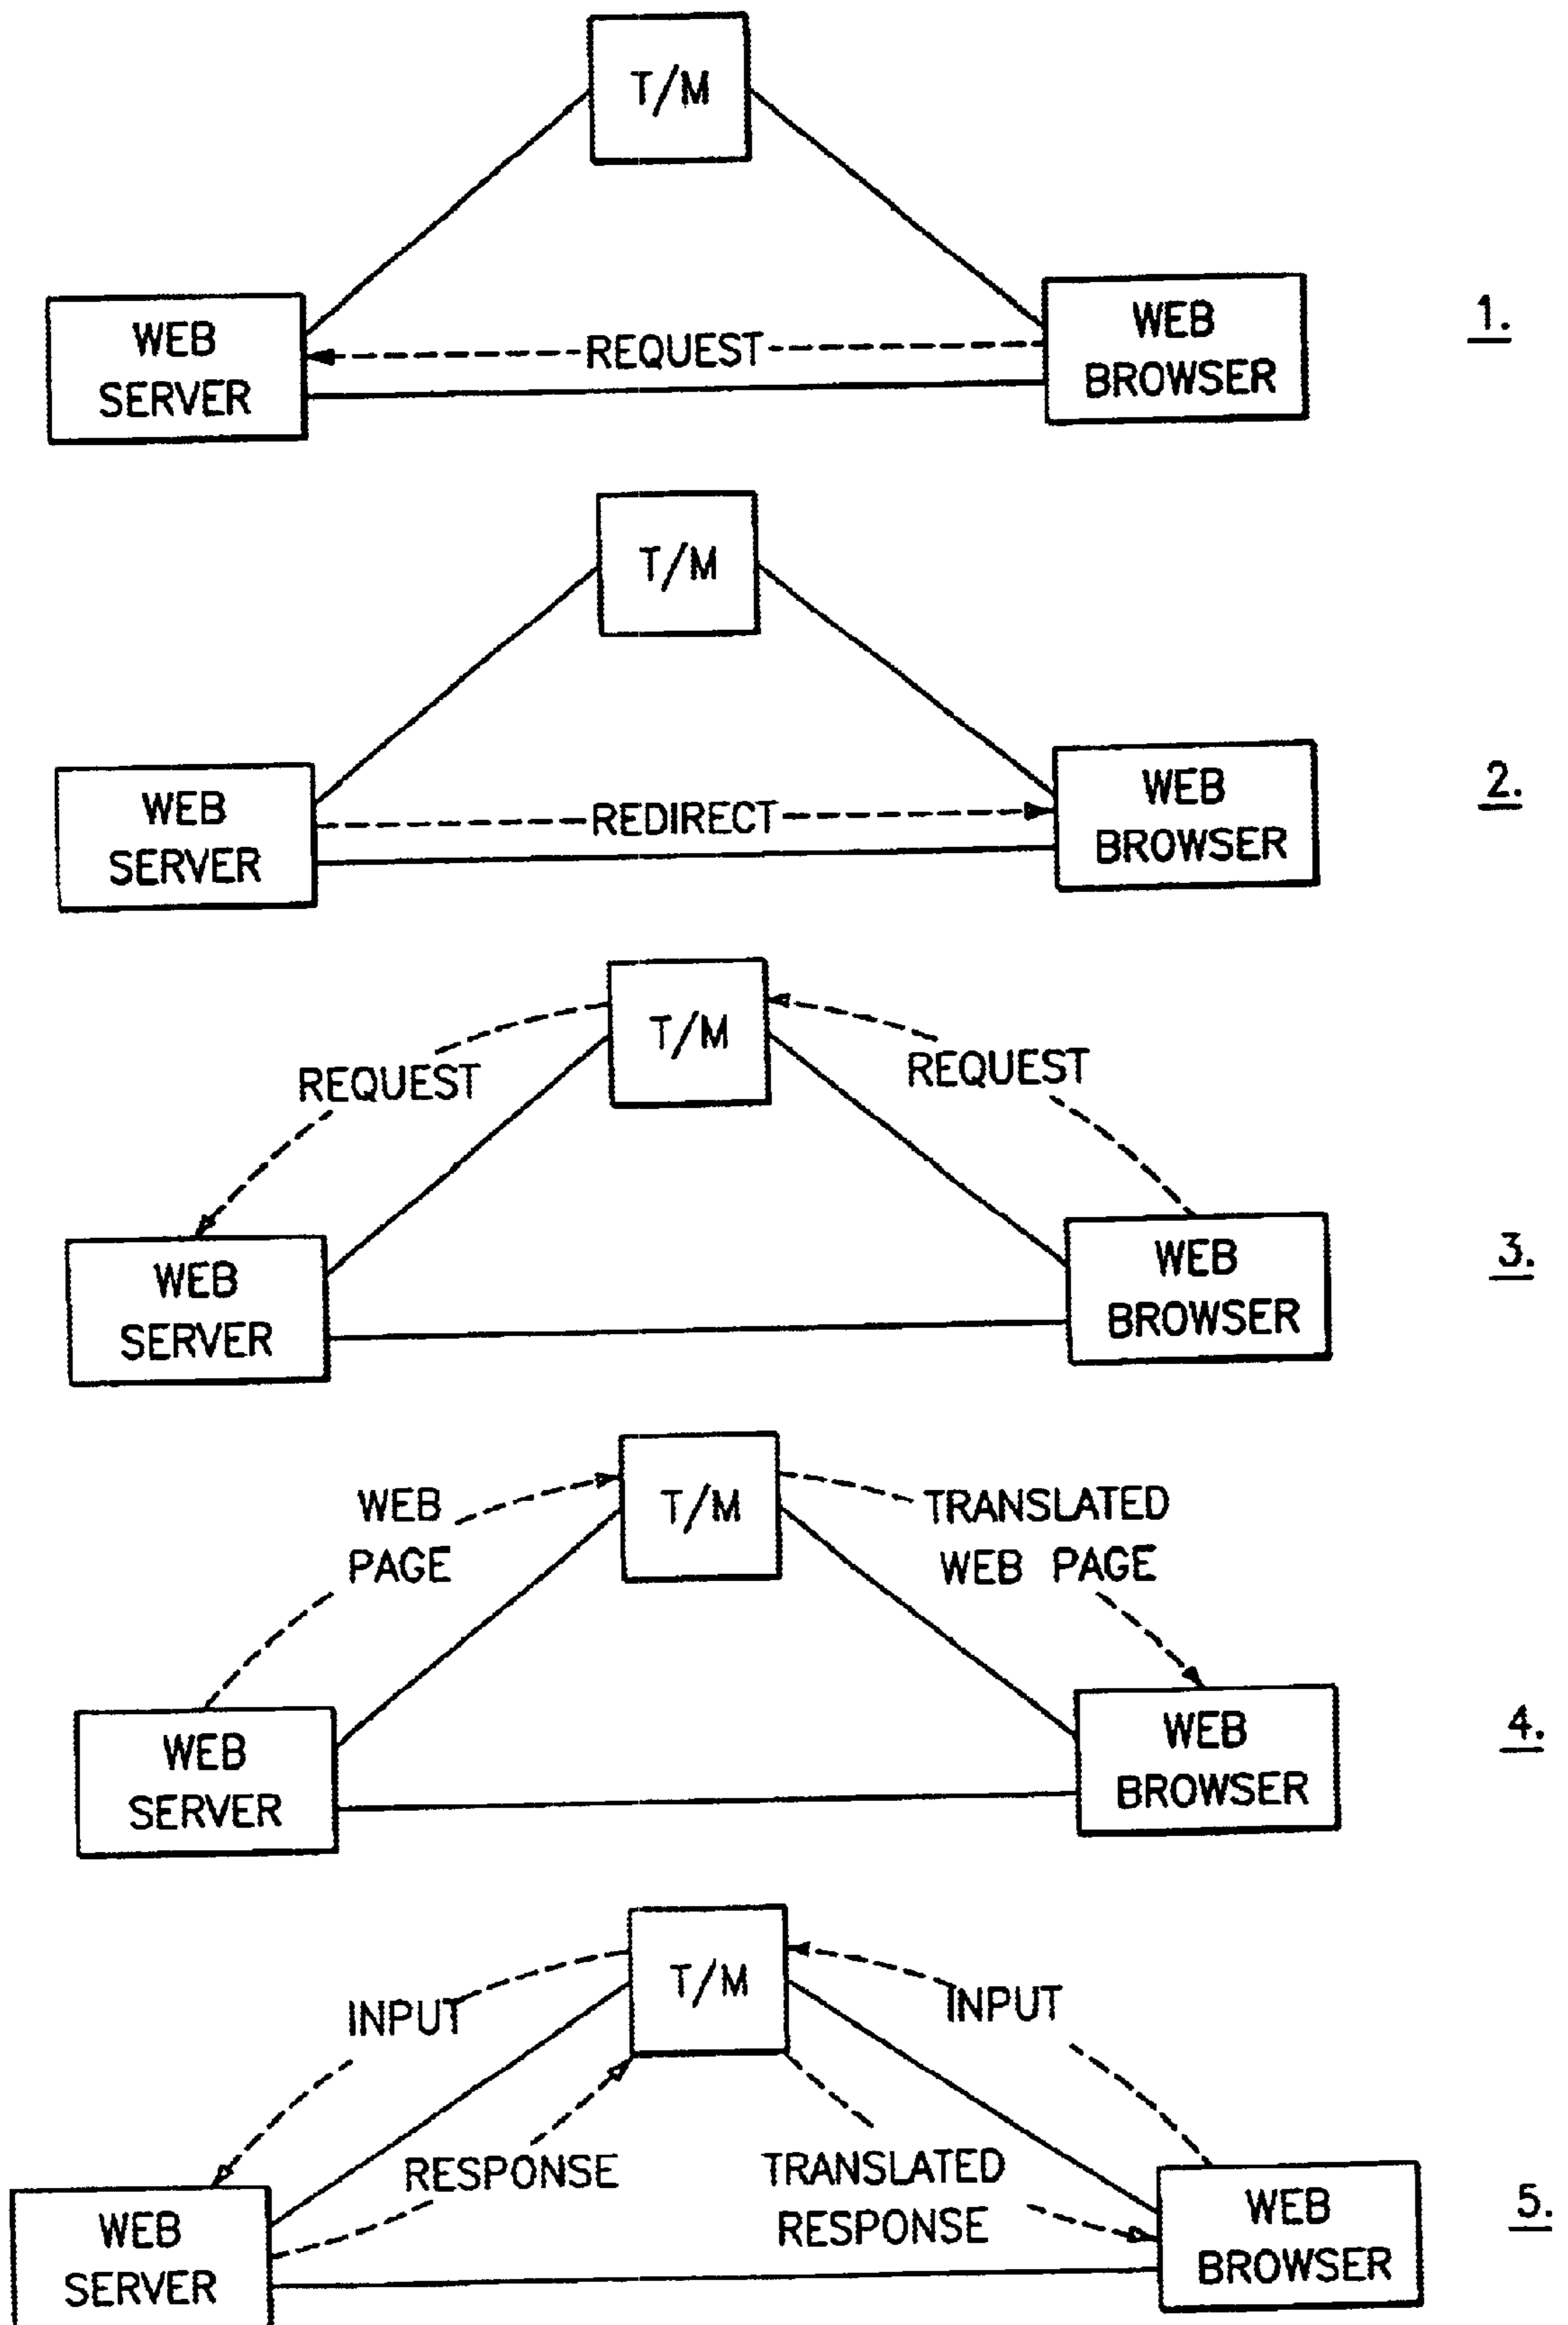 T/M
WEB
SERVER
REQUEST
WEB
BROWSER
1.
T/M
WEB
SERVER
REDIRECT
WEB
BROWSER
2.
T/M
REQUEST
REQUEST
WEB
SERVER
WEB
BROWSER
3.
WEB
PAGE
T/M
TRANSLATED
WEB PAGE
WEB
SERVER
WEB
BROWSER
4.
T/M
INPUT
INPUT
RESPONSE
TRANSLATED
RESPONSE
WEB
SERVER
WEB
BROWSER
5.